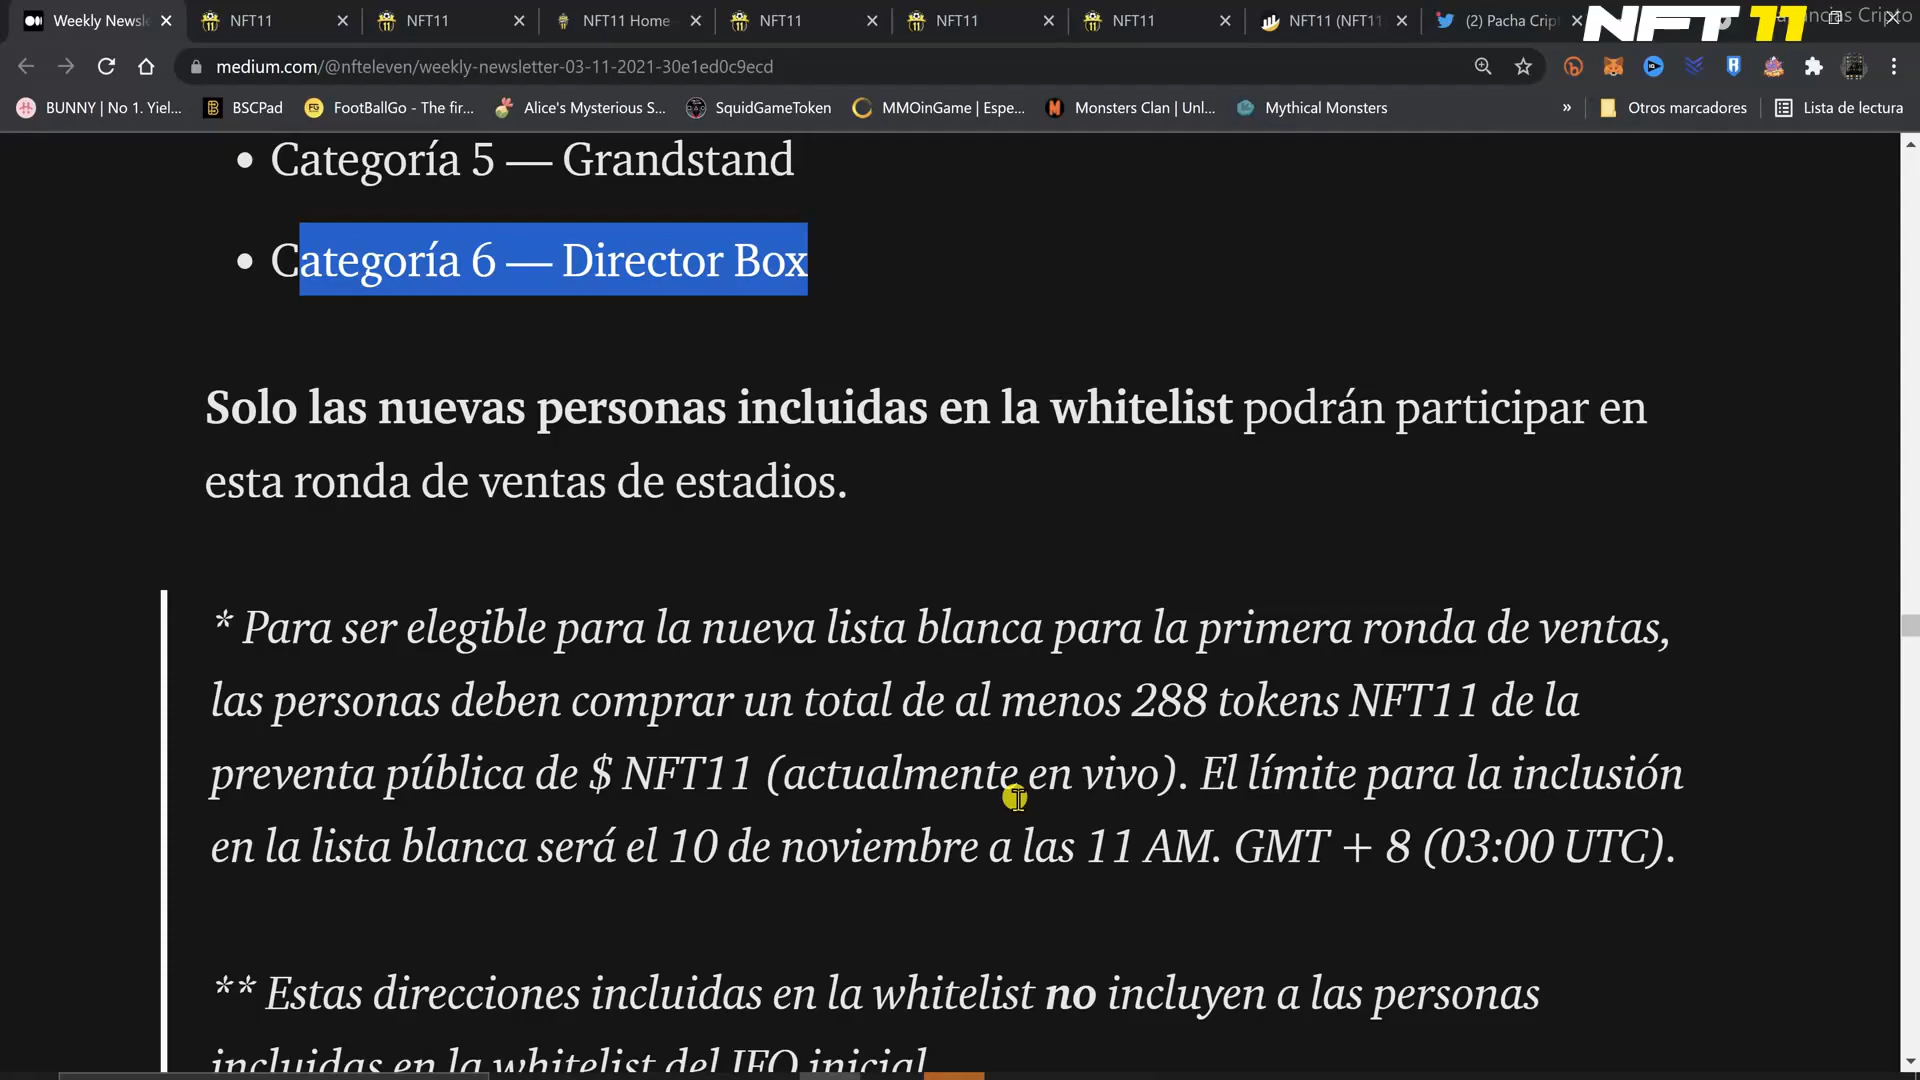 Weekly Newsle
NFT11
NFT11
NFT11 Home
NFT11
NFT11
NFT11
NFT11 (NFT11
(2) Pacha Crip
NFT 11
Cripto
medium.com/@nfteleven/weekly-newsletter-03-11-2021-30e1ed0c9ecd
BUNNY | No 1. Yiel...
BSCPad
FootBallGo - The fir...
Alice's Mysterious S...
SquidGameToken
MMOinGame | Espe...
Monsters Clan | Unl...
Mythical Monsters
»
Otros marcadores
Lista de lectura
• Categoría 5 — Grandstand
• Categoría 6 — Director Box
Solo las nuevas personas incluidas en la whitelist podrán participar en
esta ronda de ventas de estadios.
* Para ser elegible para la nueva lista blanca para la primera ronda de ventas,
las personas deben comprar un total de al menos 288 tokens NFT11 de la
preventa pública de $ NFT11 (actualmente en vivo). El límite para la inclusión
en la lista blanca será el 10 de noviembre a las 11 AM. GMT + 8 (03:00 UTC).
** Estas direcciones incluidas en la whitelist no incluyen a las personas
incluidas en la whitelist del IFO inicial